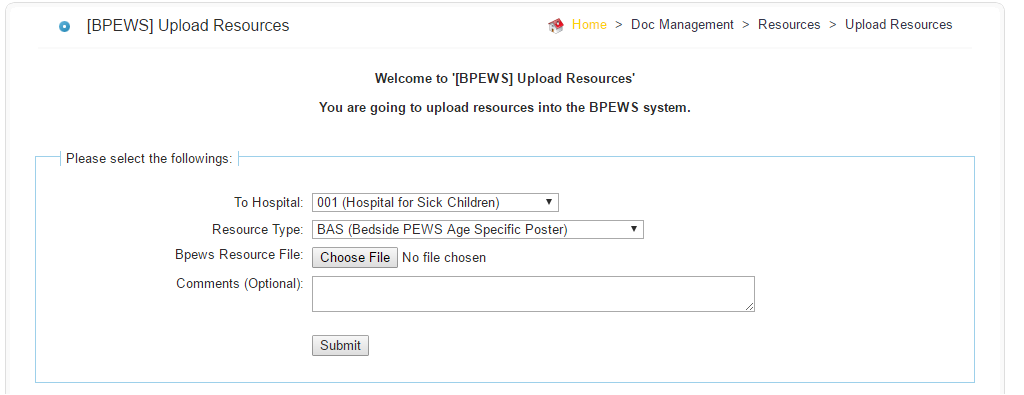 [BPEWS] Upload Resources
Home > Doc Management > Resources > Upload Resources
Welcome to '[BPEWS] Upload Resources'
You are going to upload resources into the BPEWS system.
Please select the followings:
To Hospital: 001 (Hospital for Sick Children)
Resource Type: BAS (Bedside PEWS Age Specific Poster)
Bpews Resource File: Choose File No file chosen
Comments (Optional):
Submit